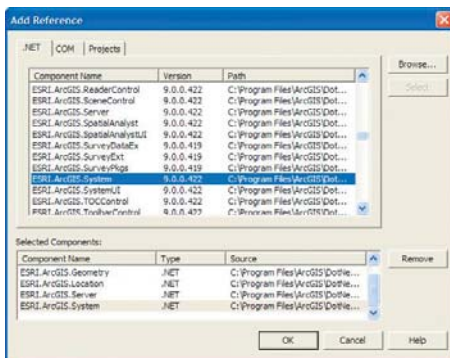 Add Reference
.NET COM Projects
Browse...
Select
Component Name Version Path
ESRI.ArcGIS.ReaderControl 9.0.0.422 C:\Program Files\ArcGIS\Dot...
ESRI.ArcGIS.SceneControl 9.0.0.422 C:\Program Files\ArcGIS\Dot...
ESRI.ArcGIS.Server 9.0.0.422 C:\Program Files\ArcGIS\Dot...
ESRI.ArcGIS.SpatialAnalyst 9.0.0.422 C:\Program Files\ArcGIS\Dot...
ESRI.ArcGIS.SpatialAnalystUI 9.0.0.422 C:\Program Files\ArcGIS\Dot...
ESRI.ArcGIS.SurveyDataEx 9.0.0.419 C:\Program Files\ArcGIS\Dot...
ESRI.ArcGIS.SurveyExt 9.0.0.419 C:\Program Files\ArcGIS\Dot...
ESRI.ArcGIS.SurveyPkgs 9.0.0.419 C:\Program Files\ArcGIS\Dot...
ESRI.ArcGIS.System 9.0.0.422 C:\Program Files\ArcGIS\Dot...
ESRI.ArcGIS.SystemUI 9.0.0.422 C:\Program Files\ArcGIS\Dot...
ESRI.ArcGIS.TOCControl 9.0.0.422 C:\Program Files\ArcGIS\Dot...
ESRI.ArcGIS.ToolbarControl 9.0.0.422 C:\Program Files\ArcGIS\Dot...
Selected Components:
Component Name Type Source
Remove
ESRI.ArcGIS.Geometry .NET C:\Program Files\ArcGIS\DotNe...
ESRI.ArcGIS.Location .NET C:\Program Files\ArcGIS\DotNe...
ESRI.ArcGIS.Server .NET C:\Program Files\ArcGIS\DotNe...
ESRI.ArcGIS.System .NET C:\Program Files\ArcGIS\DotNe...
OK Cancel Help